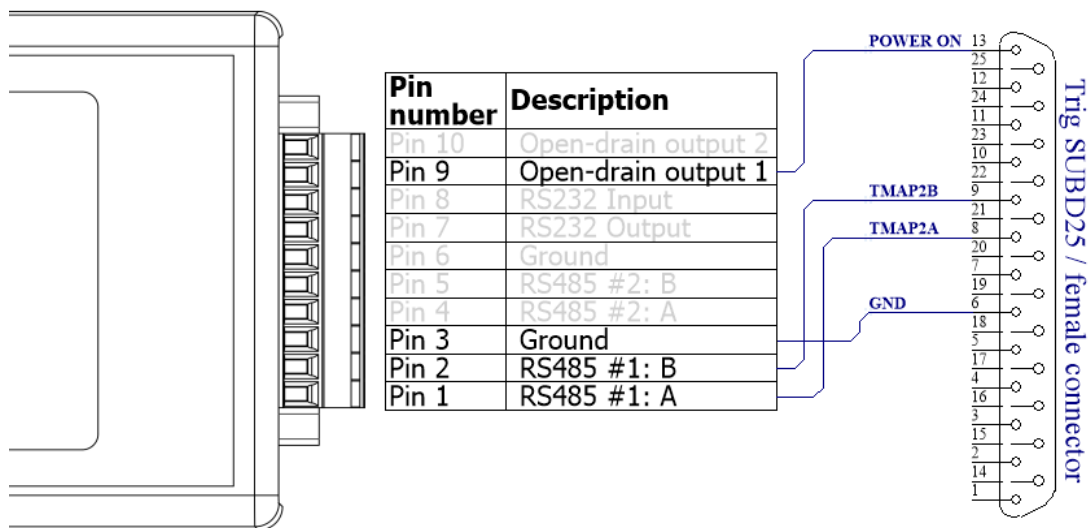 Pin number Description
Pin 10 Open-drain output 2
Pin 9 Open-drain output 1
Pin 8 RS232 Input
Pin 7 RS232 Output
Pin 6 Ground
Pin 5 RS485 #2: B
Pin 4 RS485 #2: A
Pin 3 Ground
Pin 2 RS485 #1: B
Pin 1 RS485 #1: A
POWER ON 13
25
12
24
11
23
10
22
TMAP2B 9
21
TMAP2A 8
20
7
19
GND 6
18
5
17
4
16
3
15
2
14
1
Trig SUBD25 / female connector